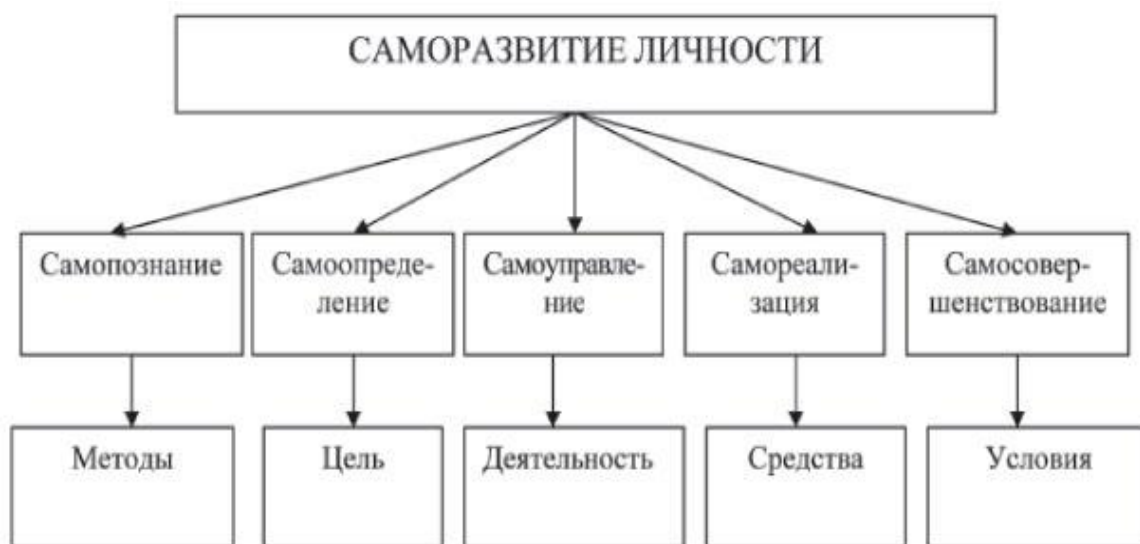 САМОРАЗВИТИЕ ЛИЧНОСТИ
Самопознание
Самоопреде-
ление
Самоуправле-
ние
Самореали-
зация
Самосовер-
шенствование
Методы
Цель
Деятельность
Средства
Условия